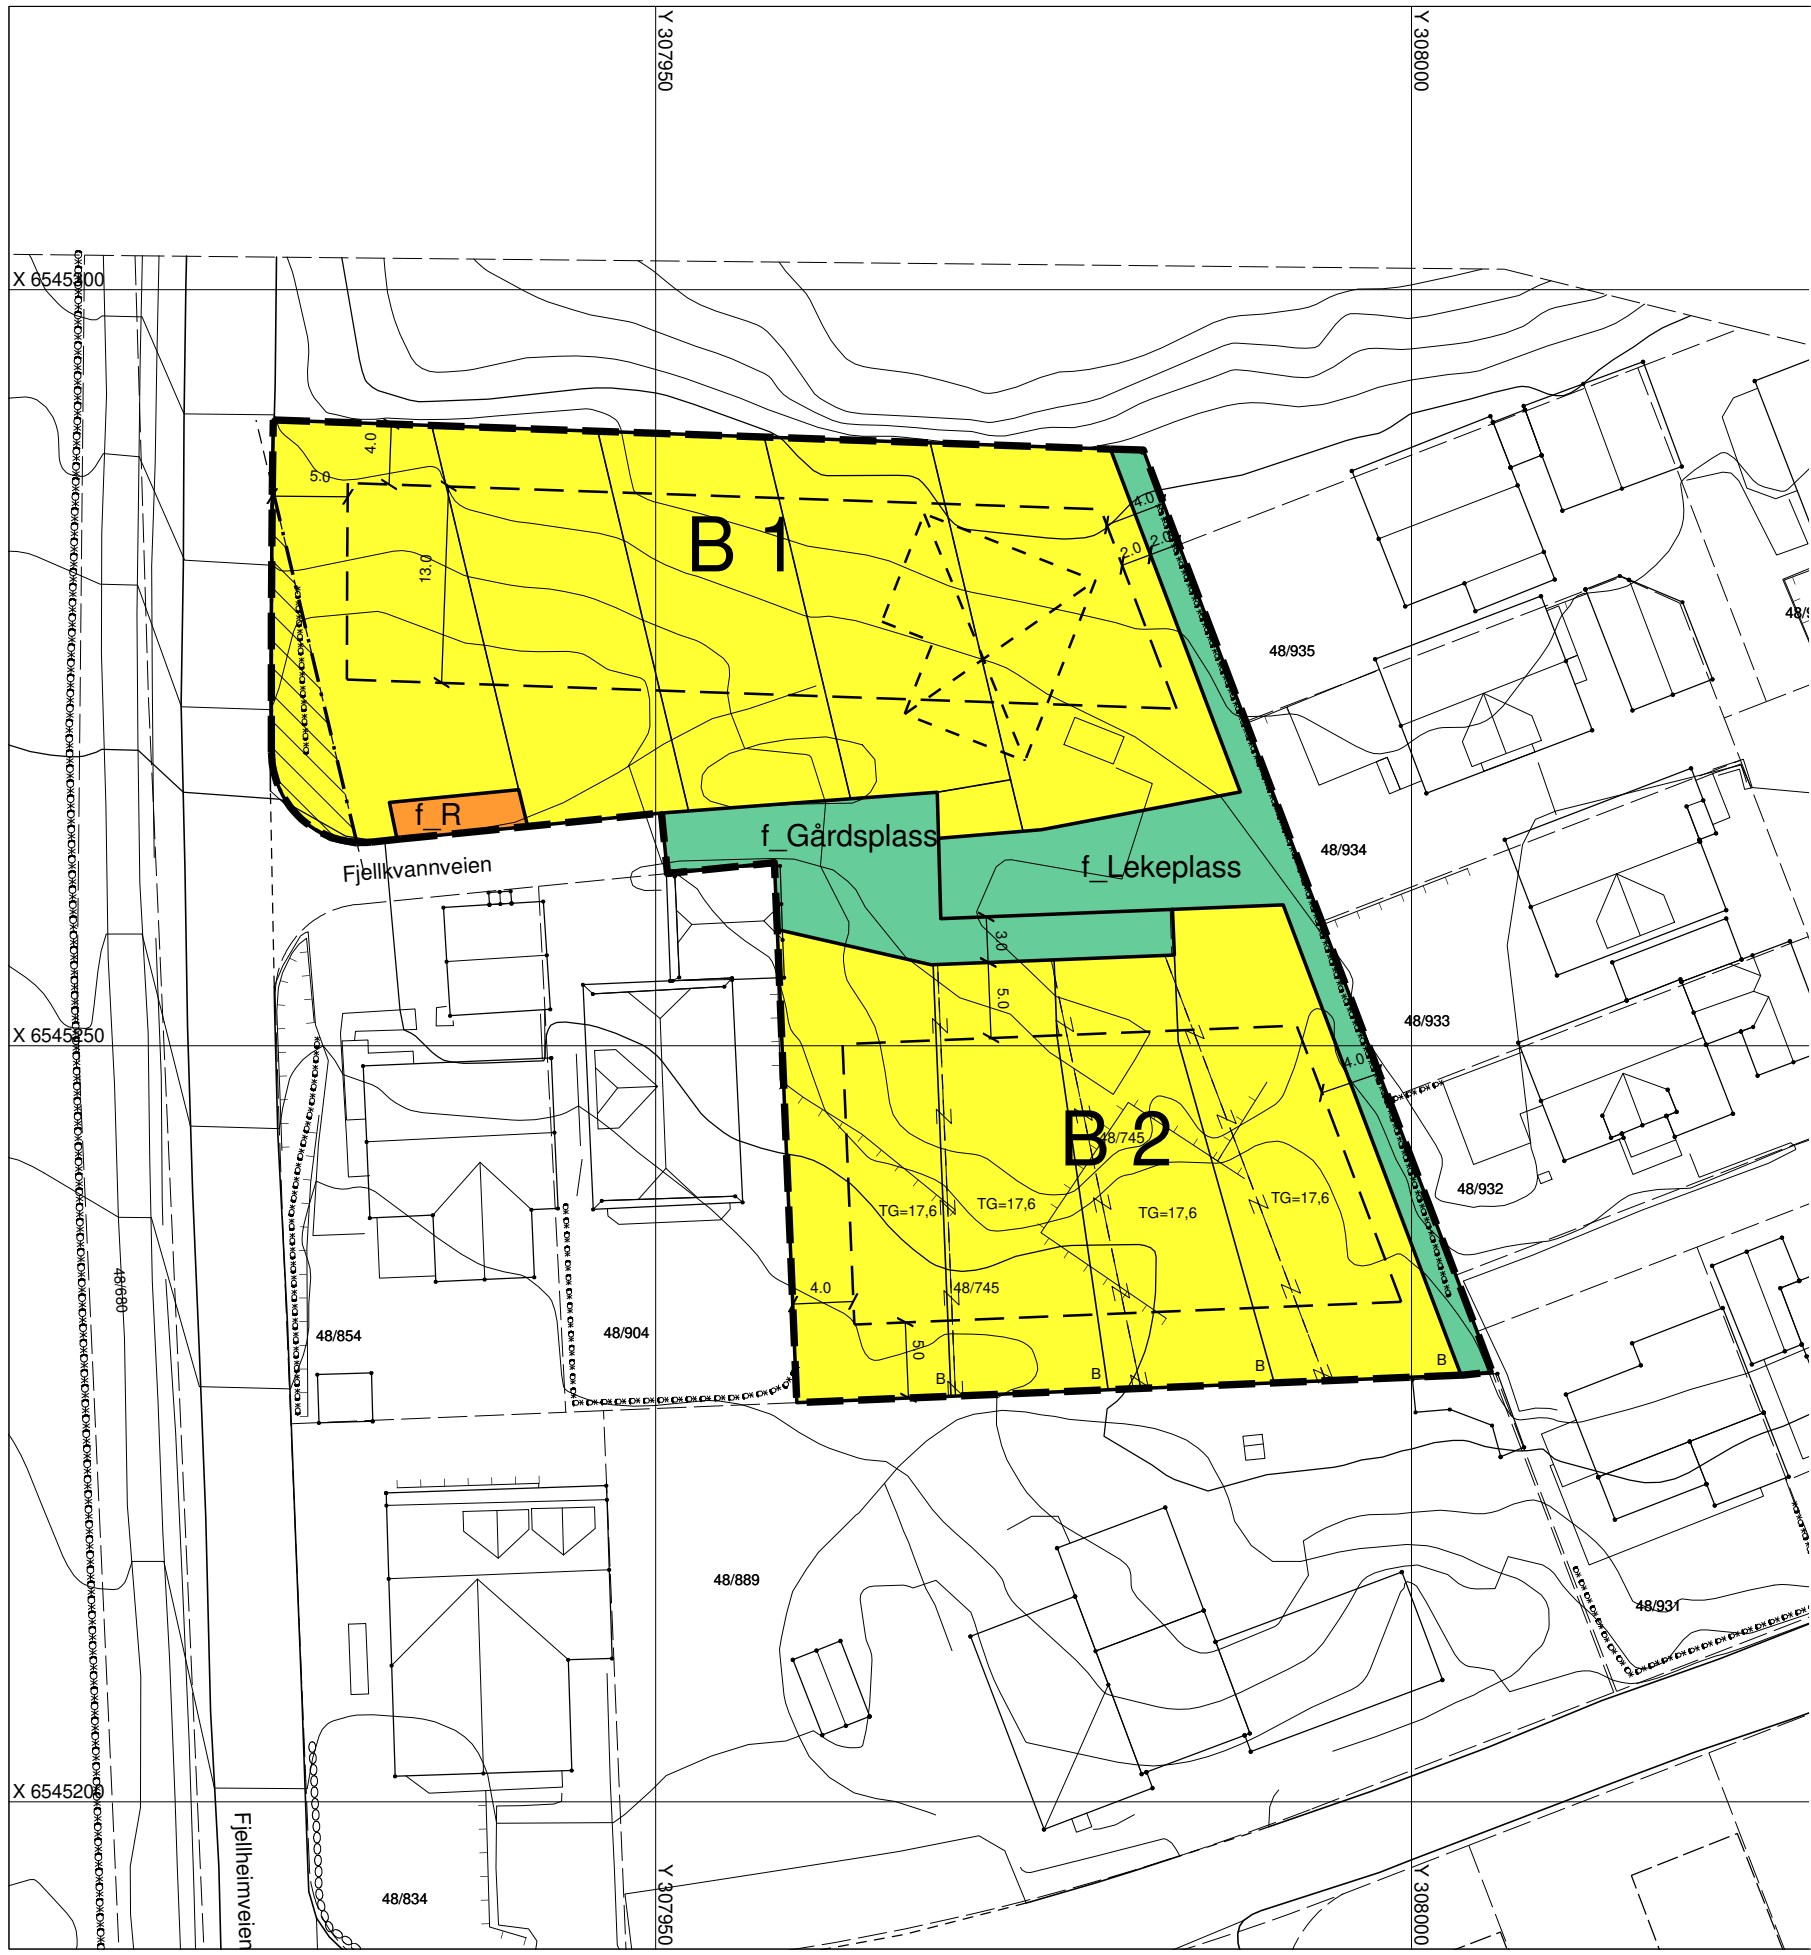 Y 307950
Y 308000
X 6545300
4.0
5.0
B 1
4.0
2.0
2.0
13.0
48/935
f_R
f_Gårdsplass
Fjellkvannveien
f_Lekeplass
48/934
3.0
5.0
48/933
X 6545250
4.0
B 2
48/745
48/932
TG=17,6
TG=17,6
TG=17,6
TG=17,6
48/680
4.0
48/745
48/854
48/904
5.0
B
B
B
B
48/889
48/931
X 6545200
Fjellheimveien
48/834
Y 307950
Y 308000